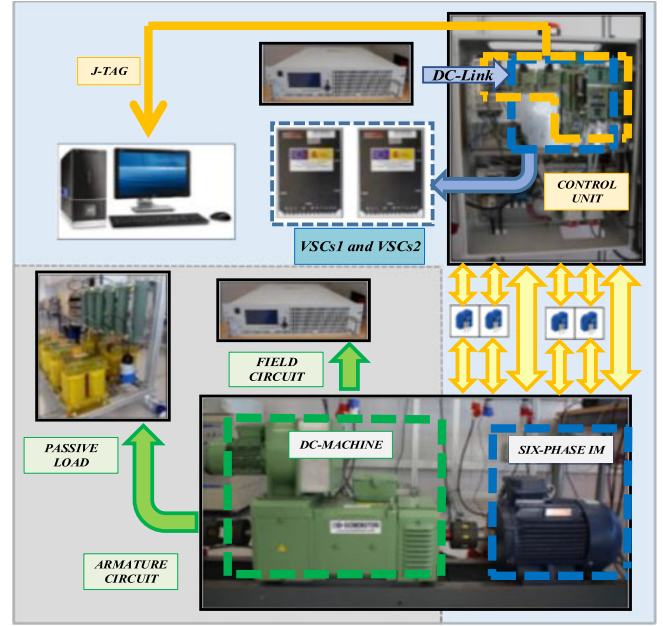 J-TAG
DC-Link
CONTROL
UNIT
VSCs1 and VSCs2
FIELD
CIRCUIT
PASSIVE
LOAD
DC-MACHINE
SIX-PHASE IM
ARMATURE
CIRCUIT